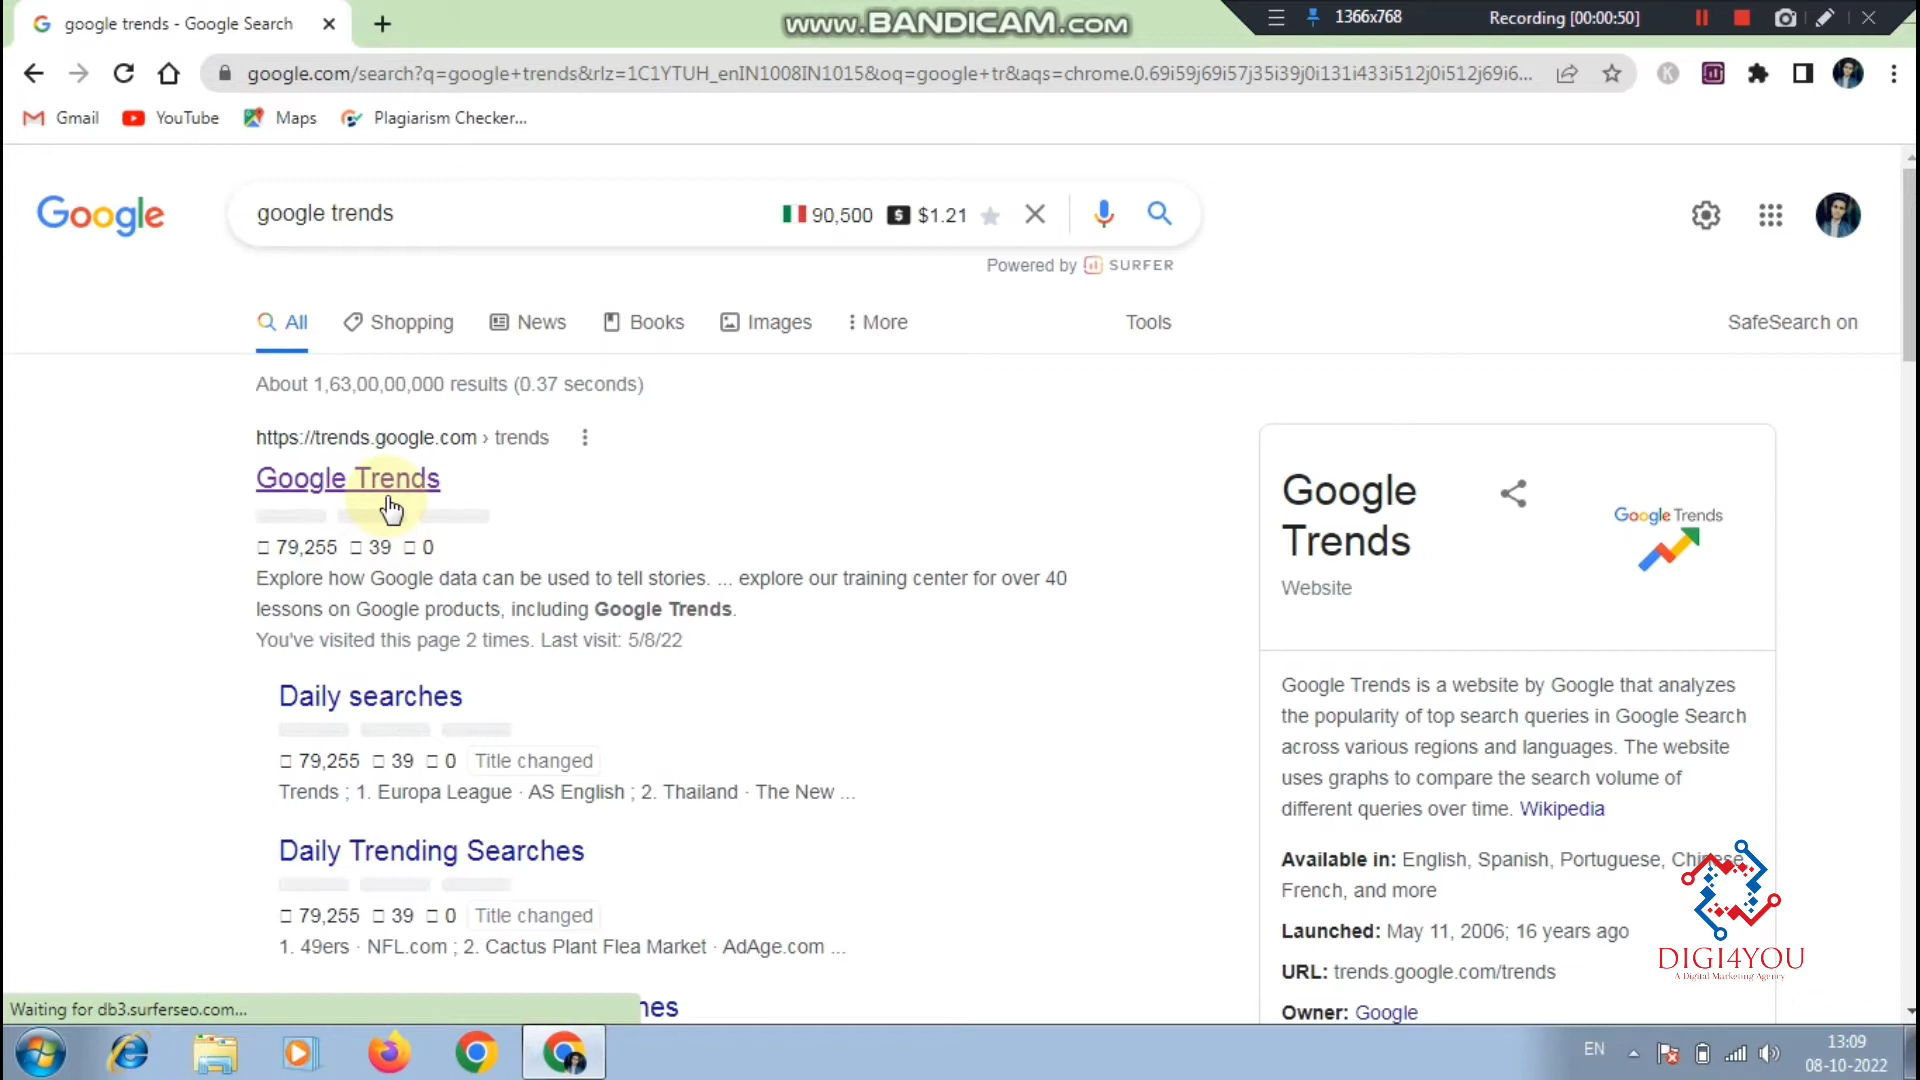 google trends - Google Search
www.BANDICAM.com
1366x768
Recording [00:00:50]
google.com/search?q=google+trends&rlz=1C1YTUH_enIN1008IN1015&oq=google+tr&aqs=chrome.0.69i59j69i57j35i39j0i131i433i512j0i512j69i6...
Gmail
YouTube
Maps
Plagiarism Checker...
Google
google trends
90,500
$1.21
Powered by SURFER
All
Shopping
News
Books
Images
More
Tools
SafeSearch on
About 1,63,00,00,000 results (0.37 seconds)
https://trends.google.com › trends
Google Trends
79,255 39 0
Explore how Google data can be used to tell stories. ... explore our training center for over 40
lessons on Google products, including Google Trends.
You've visited this page 2 times. Last visit: 5/8/22
Daily searches
79,255 39 0 Title changed
Trends ; 1. Europa League · AS English ; 2. Thailand · The New ...
Daily Trending Searches
79,255 39 0 Title changed
1. 49ers · NFL.com ; 2. Cactus Plant Flea Market · AdAge.com ...
Google
Trends
Website
Google Trends
Google Trends is a website by Google that analyzes
the popularity of top search queries in Google Search
across various regions and languages. The website
uses graphs to compare the search volume of
different queries over time. Wikipedia
Available in: English, Spanish, Portuguese, Chinese,
French, and more
Launched: May 11, 2006; 16 years ago
URL: trends.google.com/trends
Owner: Google
DIGI4YOU
A Digital Marketing Agency
Waiting for db3.surferseo.com...
EN
13:09
08-10-2022